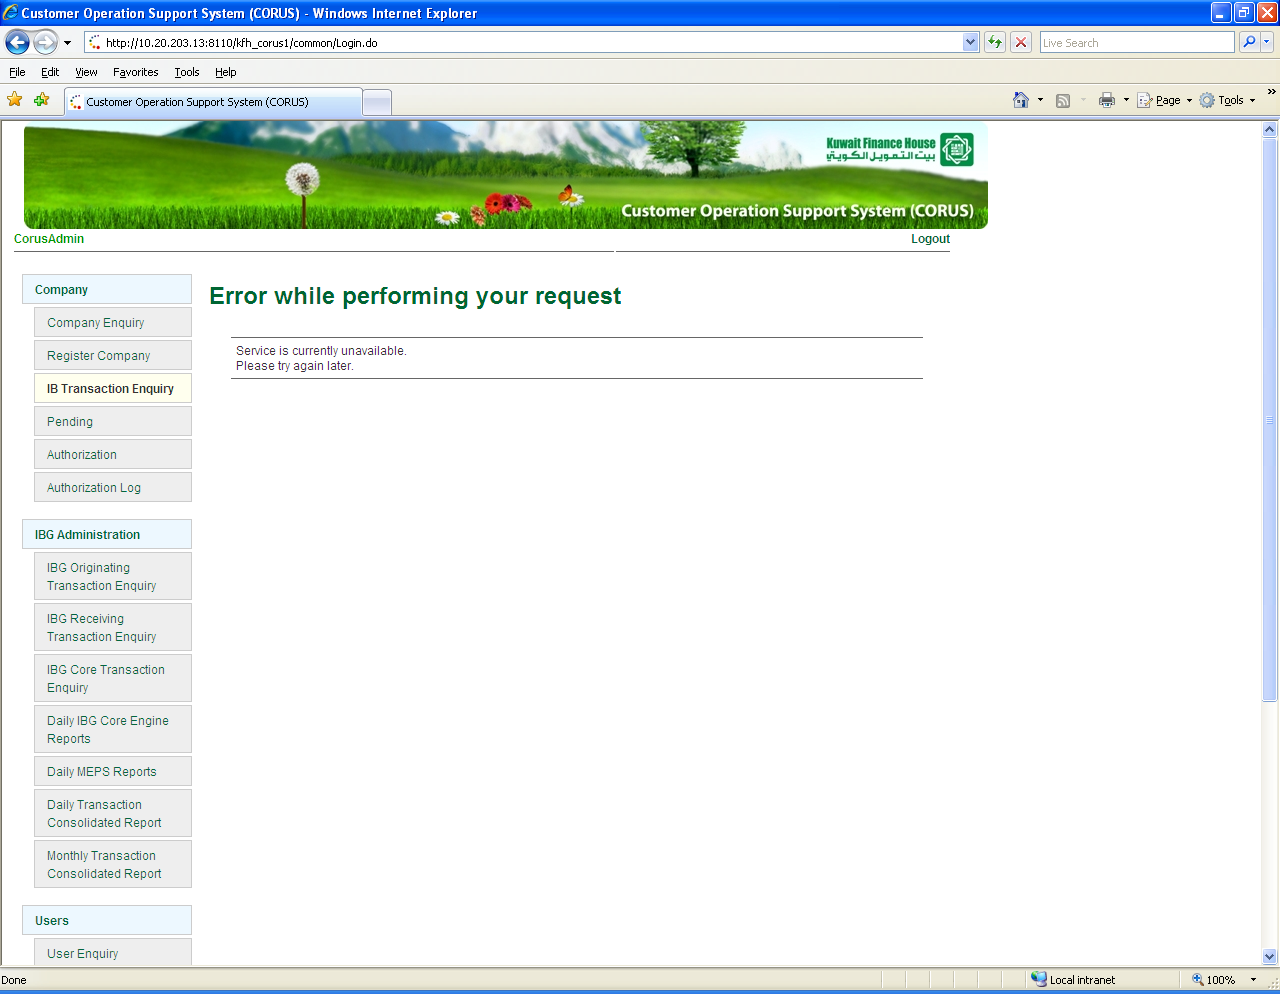 Customer Operation Support System (CORUS) - Windows Internet Explorer
http://10.20.203.13:8110/kfh_corus1/common/Login.do
Live Search
File Edit View Favorites Tools Help
Customer Operation Support System (CORUS)
Page Tools
Kuwait Finance House
بيت التمويل الكويتي
Customer Operation Support System (CORUS)
CorusAdmin
Logout
Company
Company Enquiry
Register Company
IB Transaction Enquiry
Pending
Authorization
Authorization Log
IBG Administration
IBG Originating
Transaction Enquiry
IBG Receiving
Transaction Enquiry
IBG Core Transaction
Enquiry
Daily IBG Core Engine
Reports
Daily MEPS Reports
Daily Transaction
Consolidated Report
Monthly Transaction
Consolidated Report
Users
User Enquiry
Error while performing your request
Service is currently unavailable.
Please try again later.
Done
Local intranet
100%